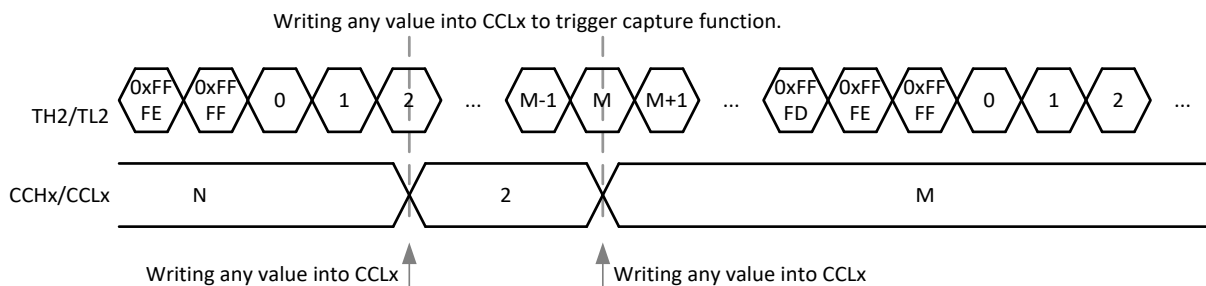 Writing any value into CCLx to trigger capture function.
TH2/TL2 0xFF FE 0xFF FF 0 1 2 ... M-1 M M+1 ... 0xFF FD 0xFF FE 0xFF FF 0 1 2 ...
CCHx/CCLx N 2 M
Writing any value into CCLx Writing any value into CCLx